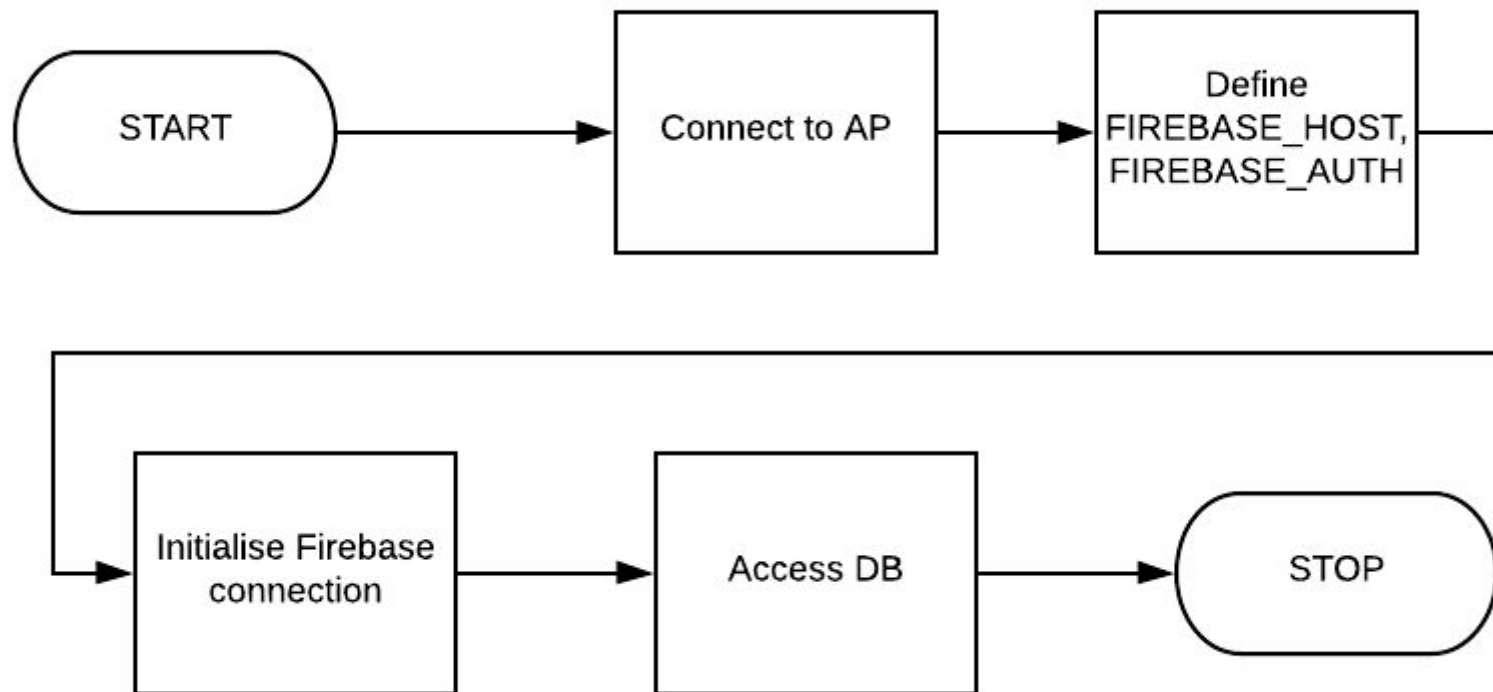 START
Connect to AP
Define
FIREBASE_HOST,
FIREBASE_AUTH
Initialise Firebase
connection
Access DB
STOP